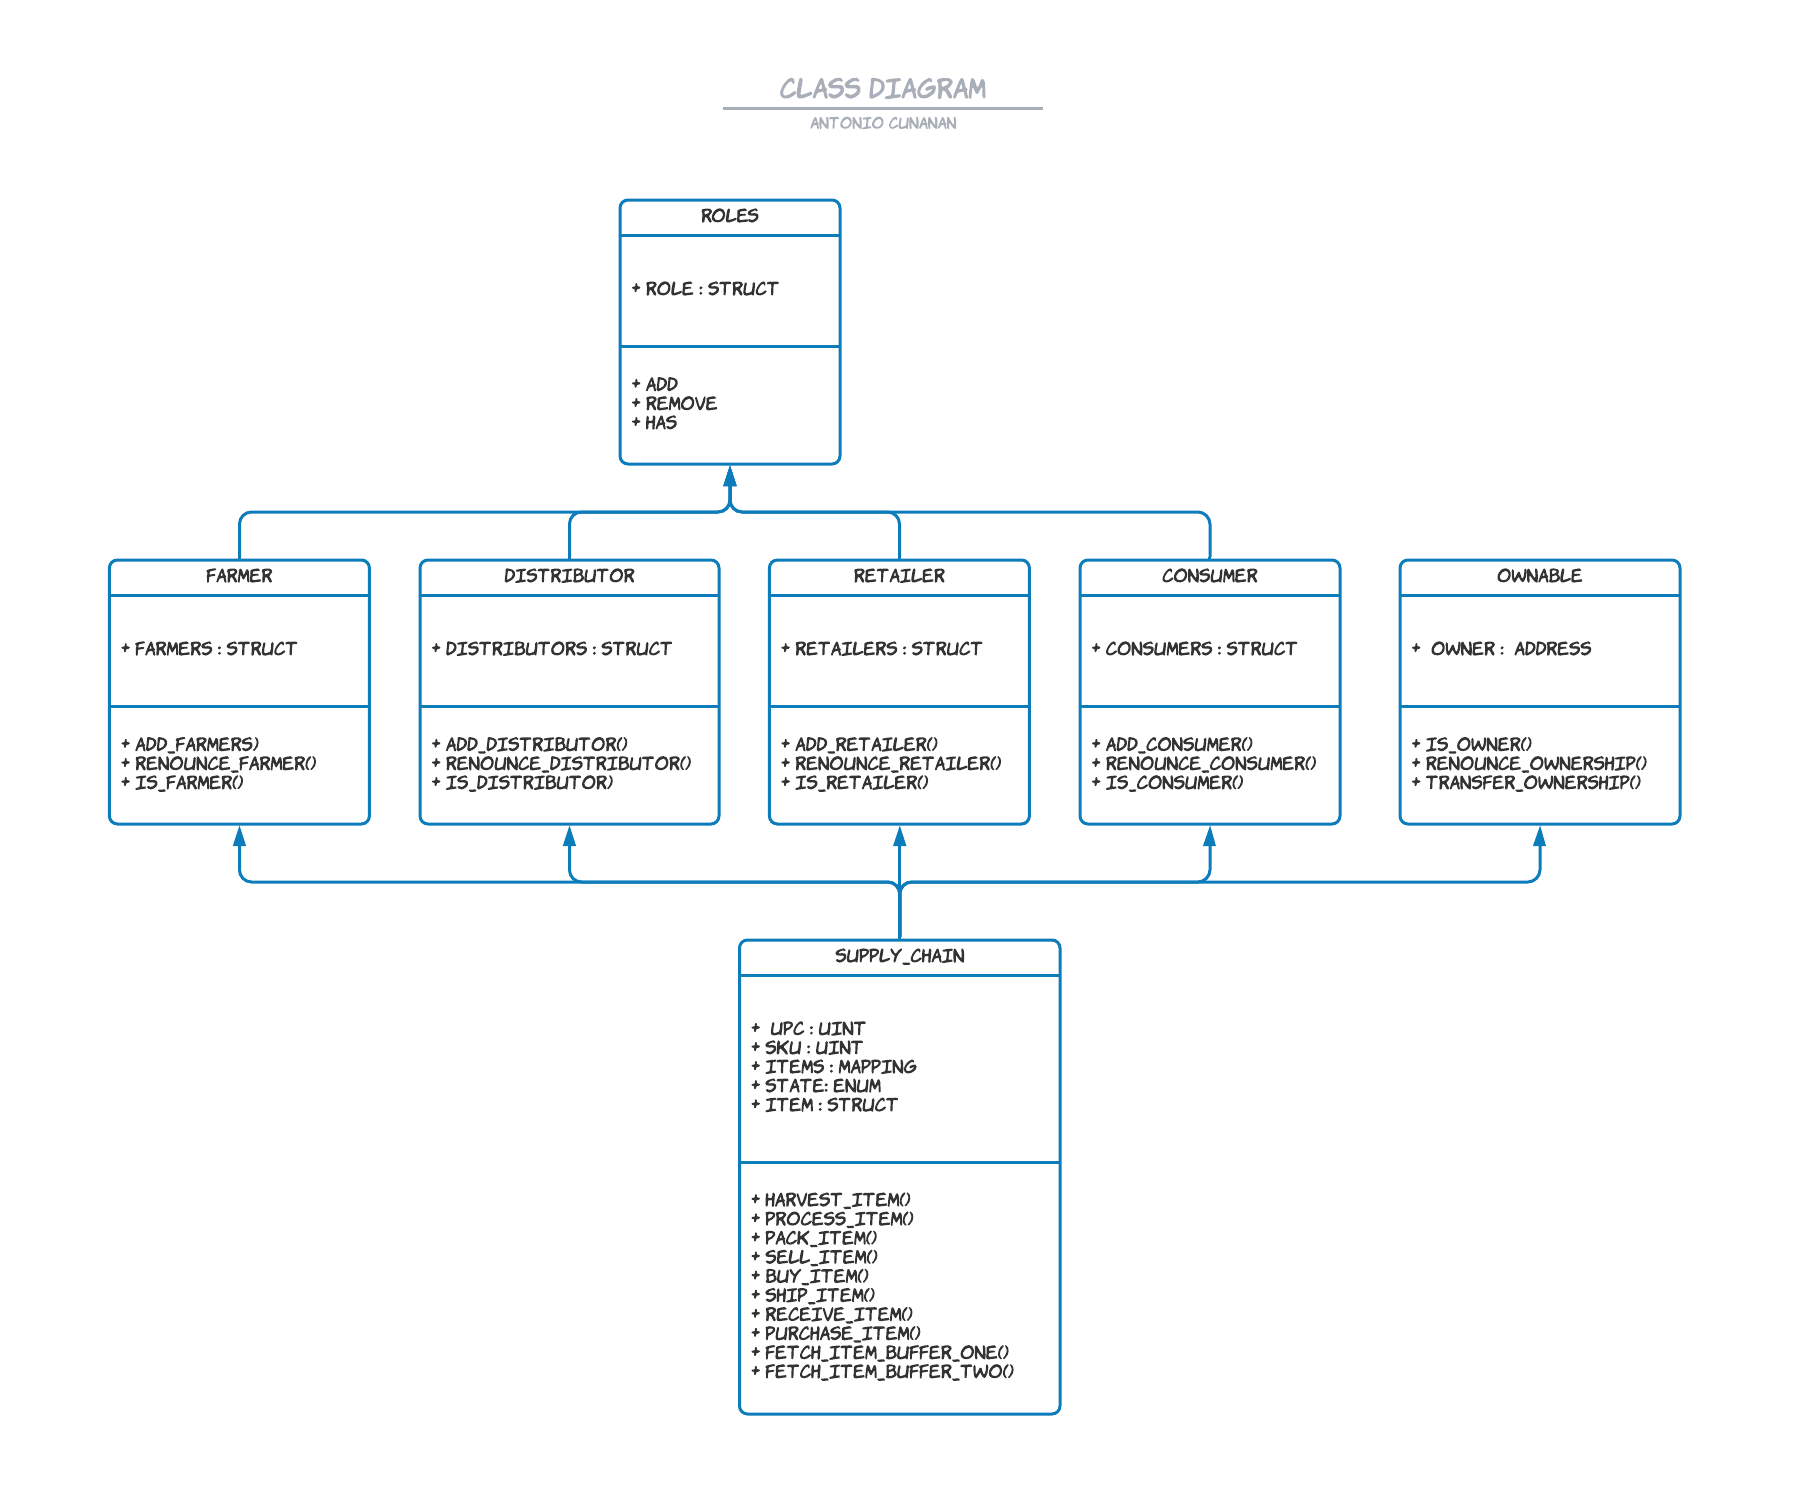 CLASS DIAGRAM
ANTONIO CUNANAN
ROLES
+ ROLE : STRUCT
+ ADD
+ REMOVE
+ HAS
FARMER
+ FARMERS : STRUCT
+ ADD_FARMERS)
+ RENOUNCE_FARMER()
+ IS_FARMER()
DISTRIBUTOR
+ DISTRIBUTORS : STRUCT
+ ADD_DISTRIBUTOR()
+ RENOUNCE_DISTRIBUTOR()
+ IS_DISTRIBUTOR)
RETAILER
+ RETAILERS : STRUCT
+ ADD_RETAILER()
+ RENOUNCE_RETAILER()
+ IS_RETAILER()
CONSUMER
+ CONSUMERS : STRUCT
+ ADD_CONSUMER()
+ RENOUNCE_CONSUMER()
+ IS_CONSUMER()
OWNABLE
+ OWNER : ADDRESS
+ IS_OWNER()
+ RENOUNCE_OWNERSHIP()
+ TRANSFER_OWNERSHIP()
SUPPLY_CHAIN
+ UPC : UINT
+ SKU : UINT
+ ITEMS : MAPPING
+ STATE: ENUM
+ ITEM : STRUCT
+ HARVEST_ITEM()
+ PROCESS_ITEM()
+ PACK_ITEM()
+ SELL_ITEM()
+ BUY_ITEM()
+ SHIP_ITEM()
+ RECEIVE_ITEM()
+ PURCHASE_ITEM()
+ FETCH_ITEM_BUFFER_ONE()
+ FETCH_ITEM_BUFFER_TWO()